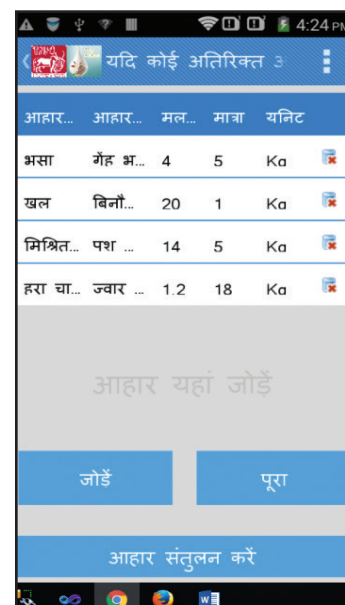 4:24 PM
यदि कोई अतिरिक्त अ
आहार... आहार... मल... मात्रा यनिट
भसा गेंह भ... 4 5 Ka
खल बिनौ... 20 1 Ka
मिश्रित... पश ... 14 5 Ka
हरा चा... ज्वार ... 1.2 18 Ka
आहार यहां जोड़ें
जोड़ें पूरा
आहार संतुलन करें